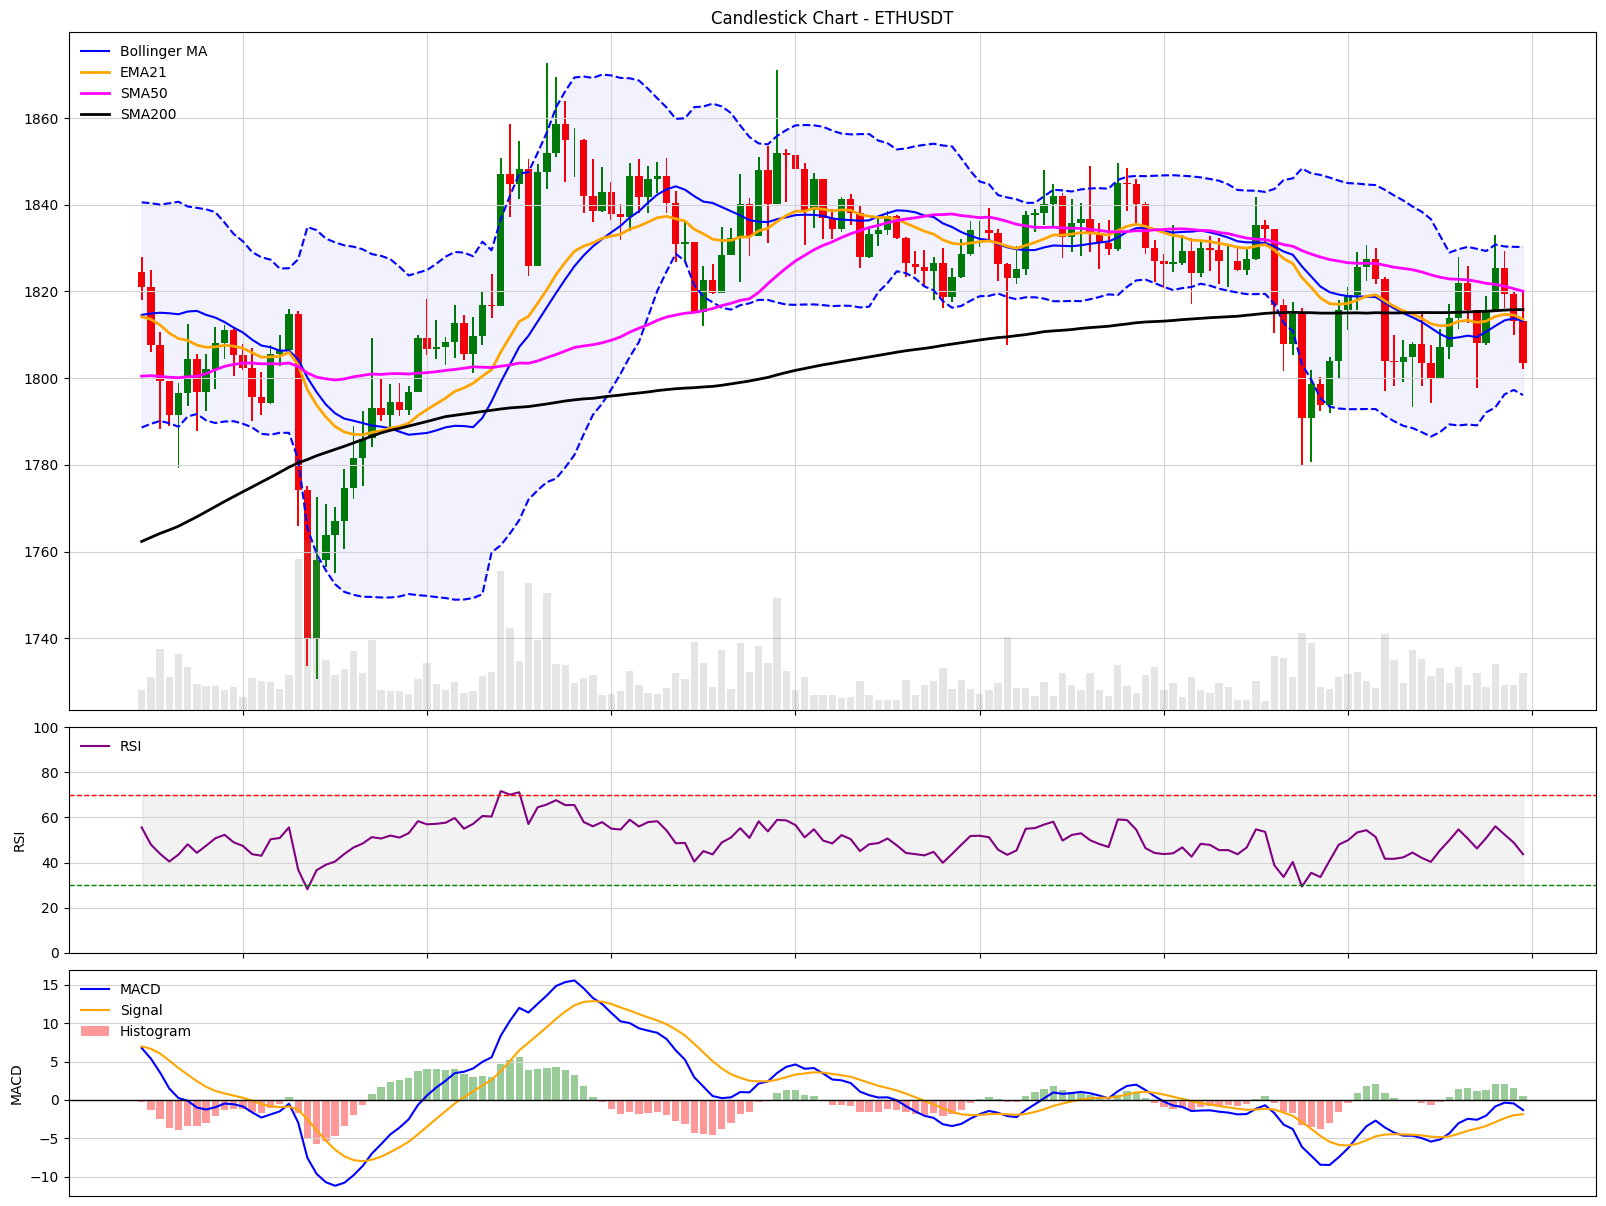 Candlestick Chart - ETHUSDT
Bollinger MA
EMA21
SMA50
SMA200
1860
1840
1820
1800
1780
1760
1740
RSI
100
80
60
40
20
0
RSI
MACD
Signal
Histogram
15
10
5
0
−5
−10
MACD